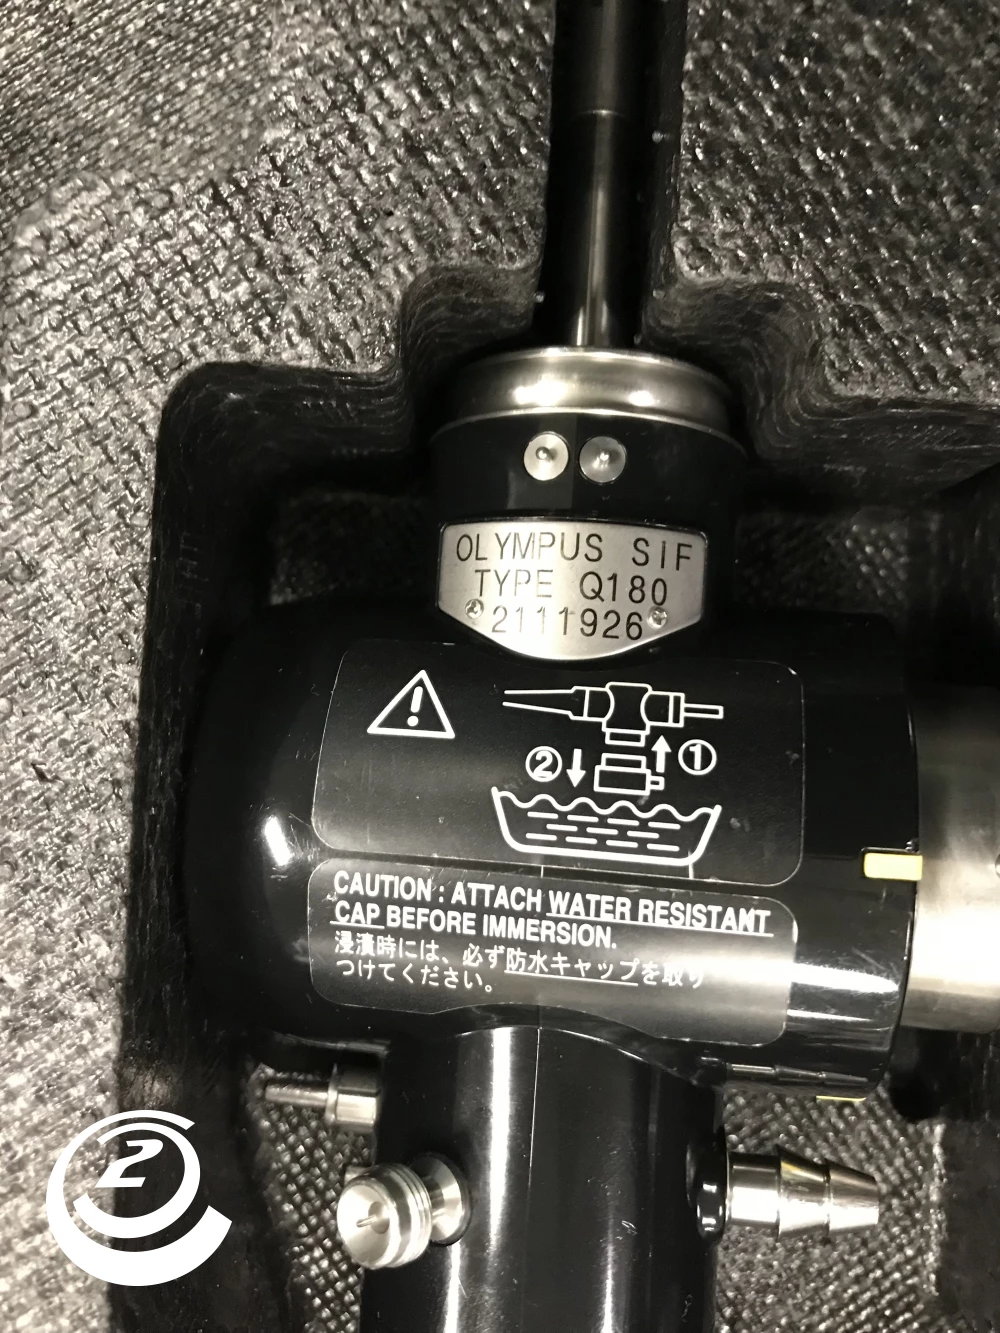 OLYMPUS SIF
TYPE Q180
2111926
①
②
CAUTION : ATTACH WATER RESISTANT
CAP BEFORE IMMERSION.
浸漬時には、必ず防水キャップを取り
つけてください。
2